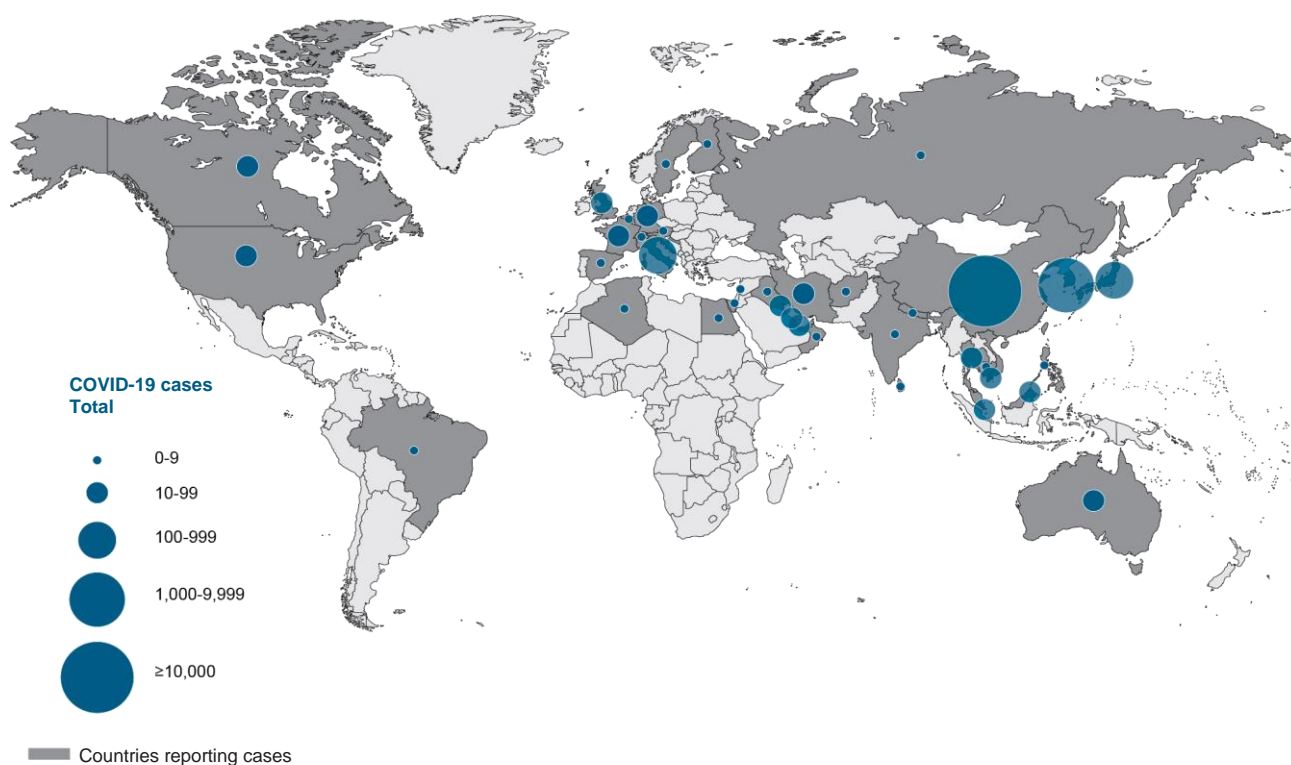 COVID-19 cases
Total
0-9
10-99
100-999
1,000-9,999
≥10,000
Countries reporting cases